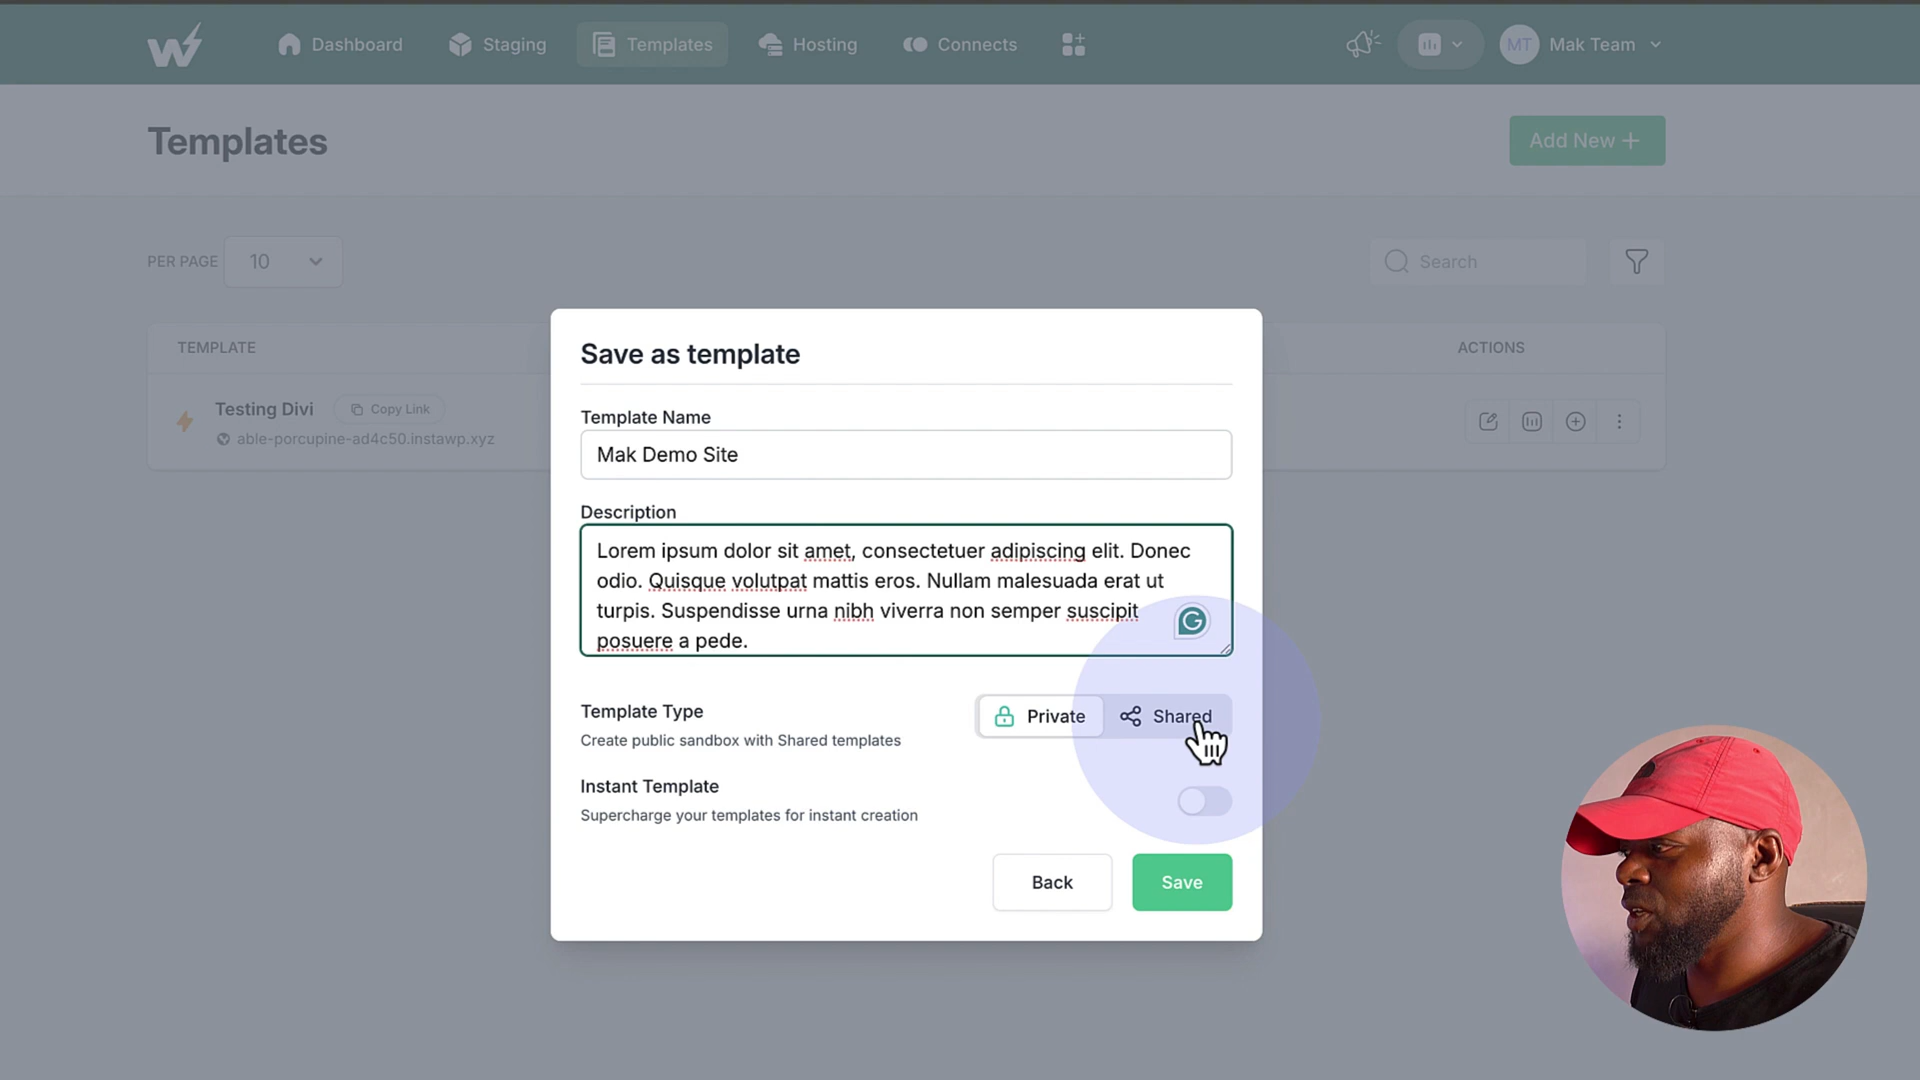 Dashboard
Staging
Templates
Hosting
Connects
MT
Mak Team
Templates
Add New +
PER PAGE
10
Search
TEMPLATE
ACTIONS
Testing Divi
Copy Link
able-porcupine-ad4c50.instawp.xyz
Save as template
Template Name
Mak Demo Site
Description
Lorem ipsum dolor sit amet, consectetuer adipiscing elit. Donec
odio. Quisque volutpat mattis eros. Nullam malesuada erat ut
turpis. Suspendisse urna nibh viverra non semper suscipit
posuere a pede.
Template Type
Private
Shared
Create public sandbox with Shared templates
Instant Template
Supercharge your templates for instant creation
Back
Save